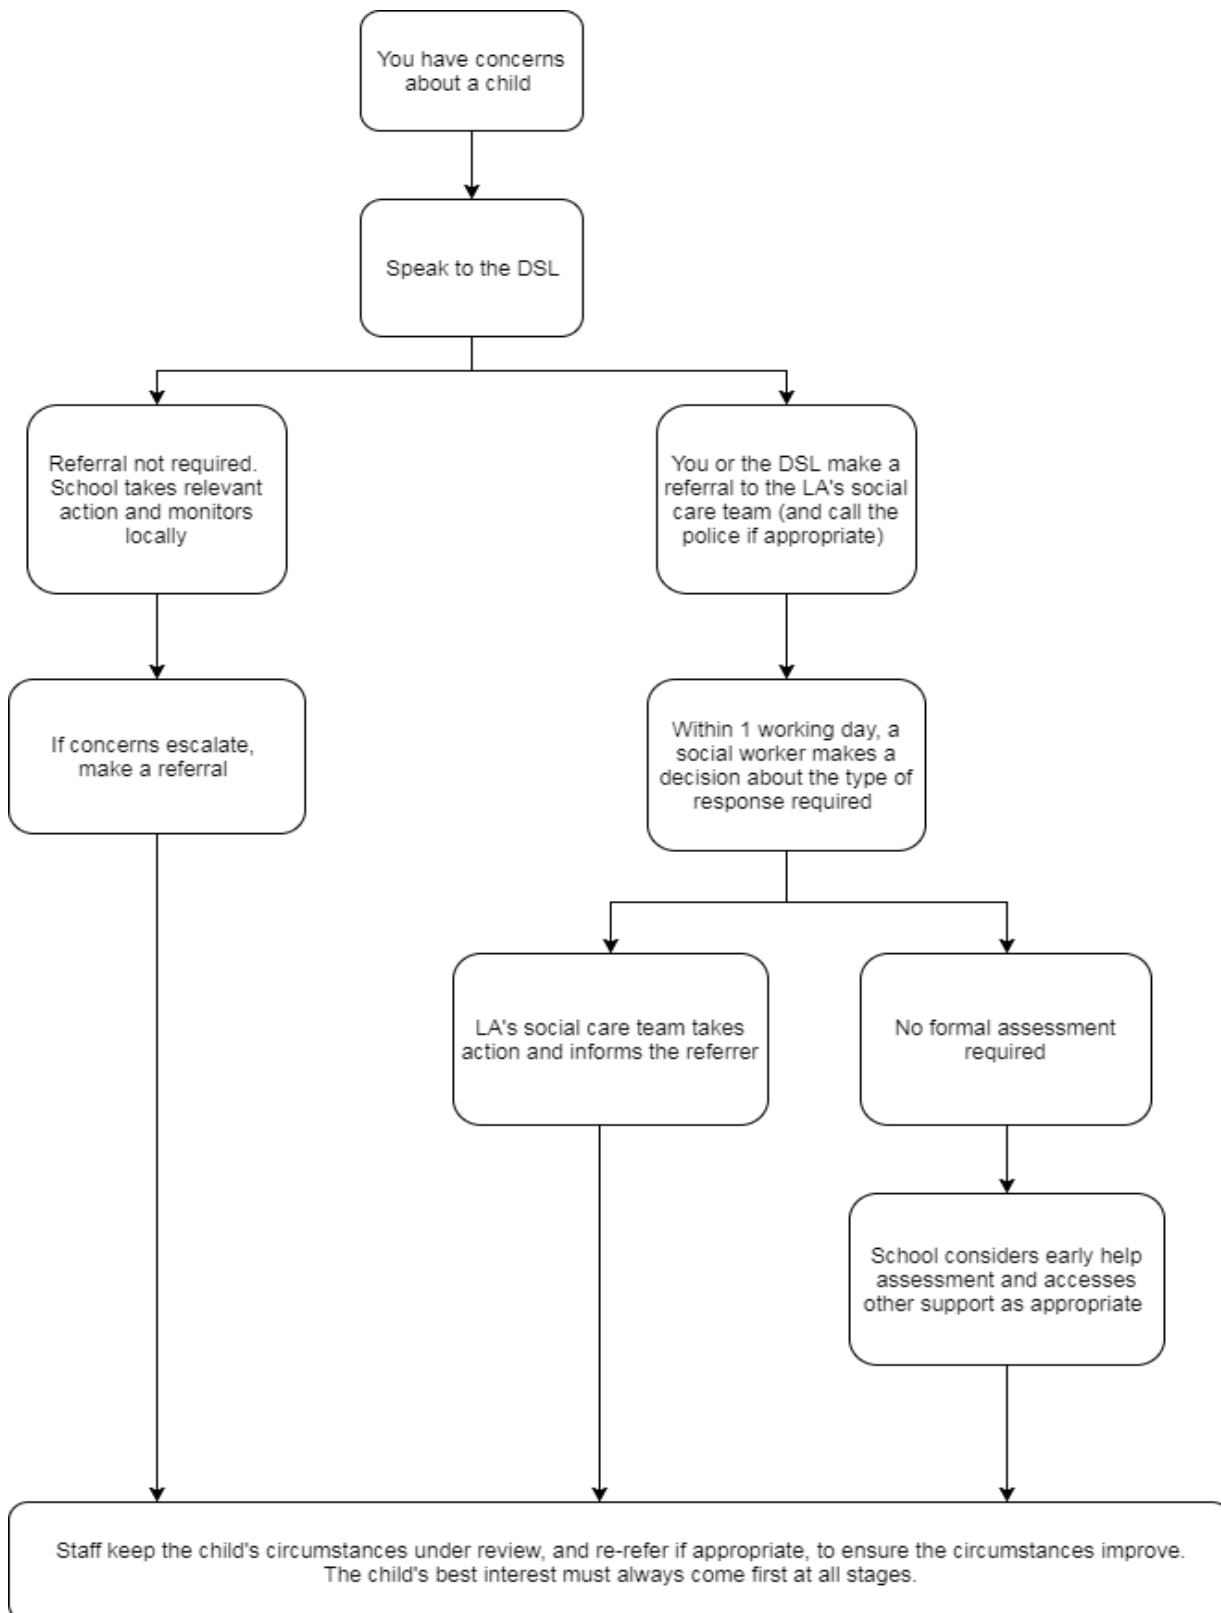 You have concerns
about a child
Speak to the DSL
Referral not required.
School takes relevant
action and monitors
locally
You or the DSL make a
referral to the LA's social
care team (and call the
police if appropriate)
If concerns escalate,
make a referral
Within 1 working day, a
social worker makes a
decision about the type of
response required
LA's social care team takes
action and informs the referrer
No formal assessment
required
School considers early help
assessment and accesses
other support as appropriate
Staff keep the child's circumstances under review, and re-refer if appropriate, to ensure the circumstances improve.
The child's best interest must always come first at all stages.